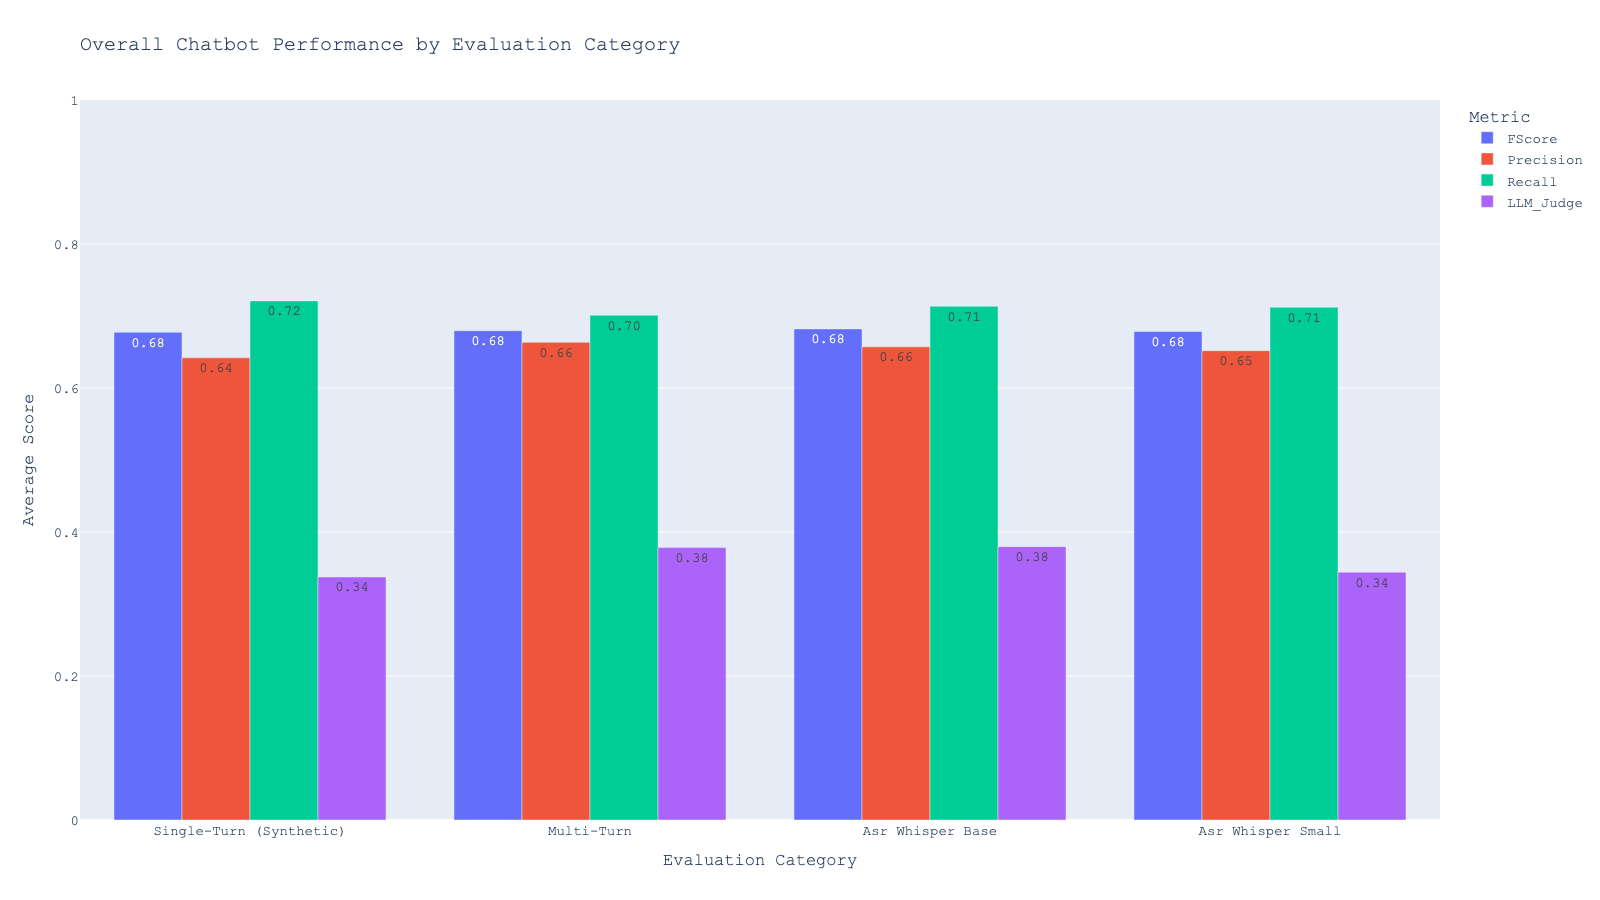 Overall Chatbot Performance by Evaluation Category
Metric
FScore
Precision
Recall
LLM_Judge
Average Score
1
0.8
0.6
0.4
0.2
0
0.68
0.64
0.72
0.34
0.68
0.66
0.70
0.38
0.68
0.66
0.71
0.38
0.68
0.65
0.71
0.34
Single-Turn (Synthetic)
Multi-Turn
Asr Whisper Base
Asr Whisper Small
Evaluation Category